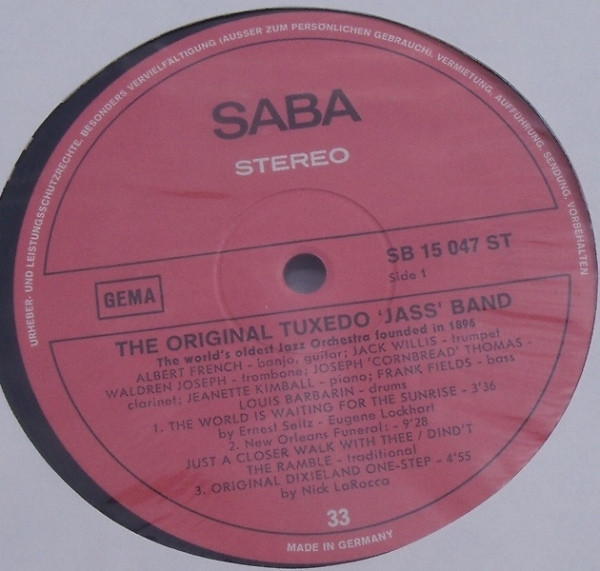 URHEBER- UND LEISTUNGSSCHUTZRECHTE, BESONDERS VERVIELFÄLTIGUNG (AUSSER ZUM PERSÖNLICHEN GEBRAUCH), VERMIETUNG, AUFFÜHRUNG, SENDUNG, VORBEHALTEN
SABA
STEREO
SB 15 047 ST
Side 1
GEMA
THE ORIGINAL TUXEDO 'JASS' BAND
The world's oldest Jazz Orchestra founded in 1896
ALBERT FRENCH - banjo, guitar; JACK WILLIS - trumpet
WALDREN JOSEPH - trombone; JOSEPH 'CORNBREAD' THOMAS -
clarinet; JEANETTE KIMBALL - piano; FRANK FIELDS - bass
LOUIS BARBARIN - drums
1. THE WORLD IS WAITING FOR THE SUNRISE - 3'36
by Ernest Seitz - Eugene Lockhart
2. New Orleans Funeral: - 9'28
JUST A CLOSER WALK WITH THEE / DIND'T
THE RAMBLE - traditional
3. ORIGINAL DIXIELAND ONE-STEP - 4'55
by Nick LaRocca
33
MADE IN GERMANY